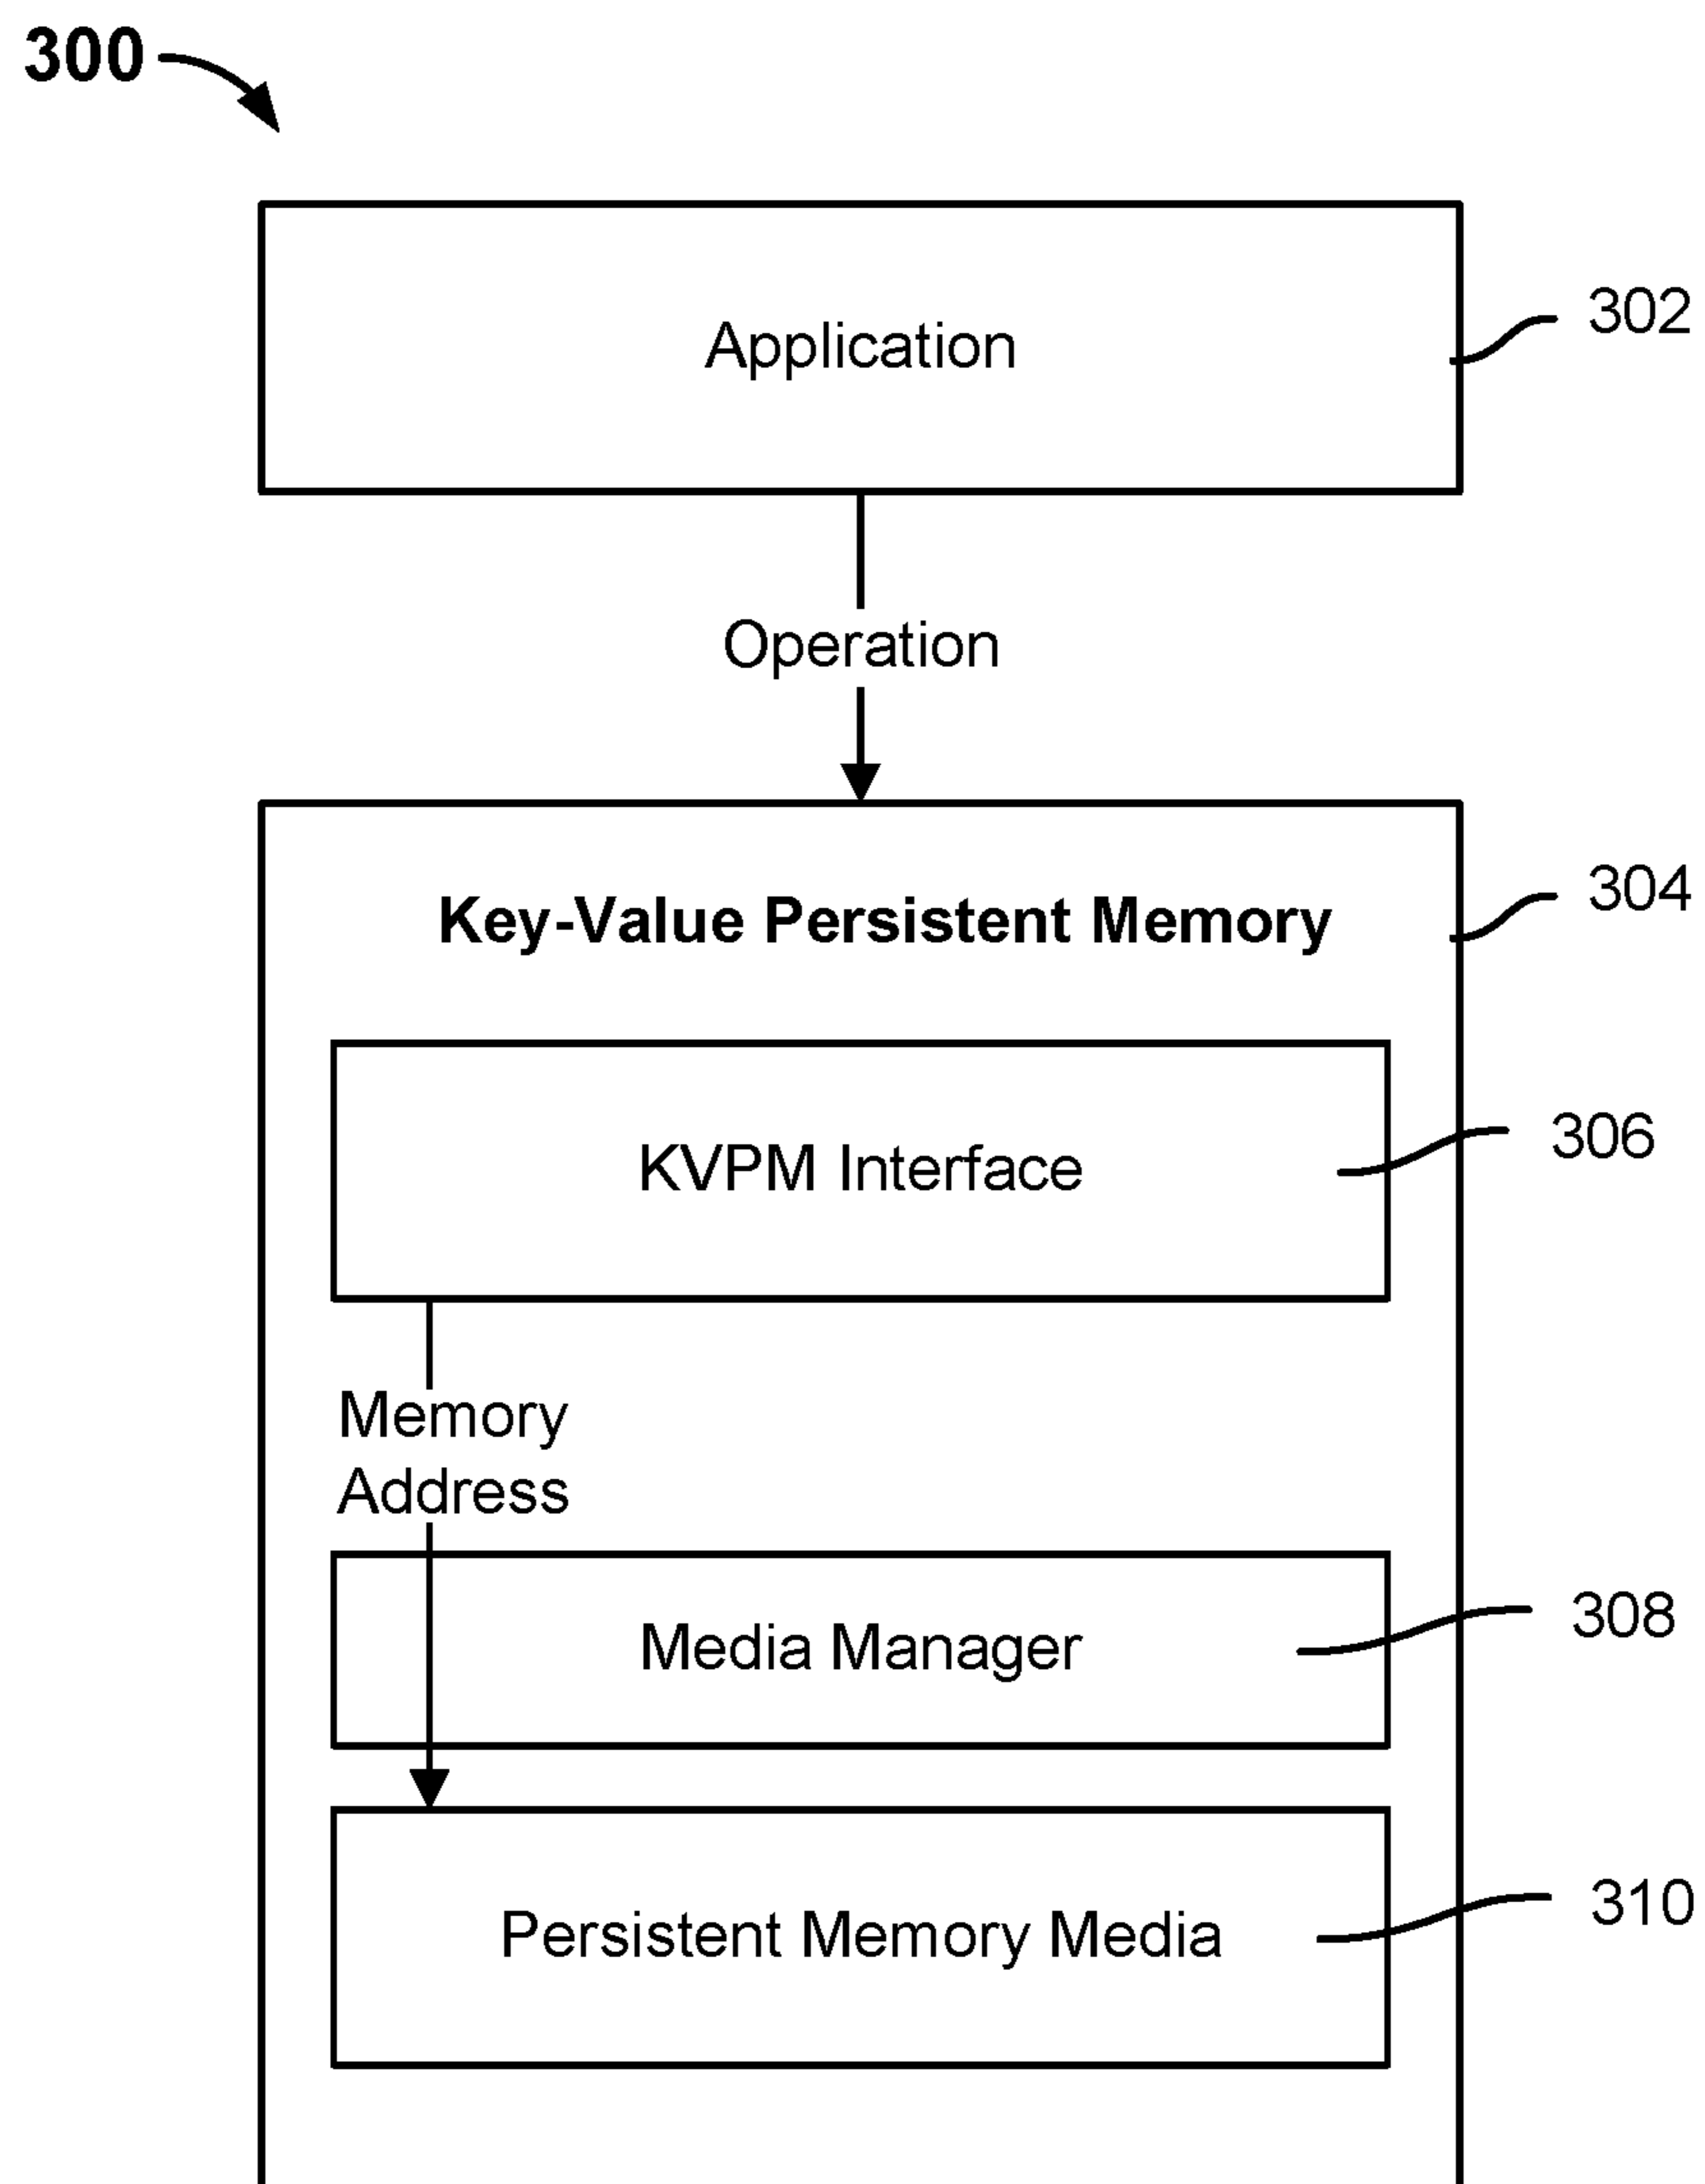 300
Application
302
Operation
Key-Value Persistent Memory
304
KVPM Interface
306
Memory
Address
Media Manager
308
Persistent Memory Media
310